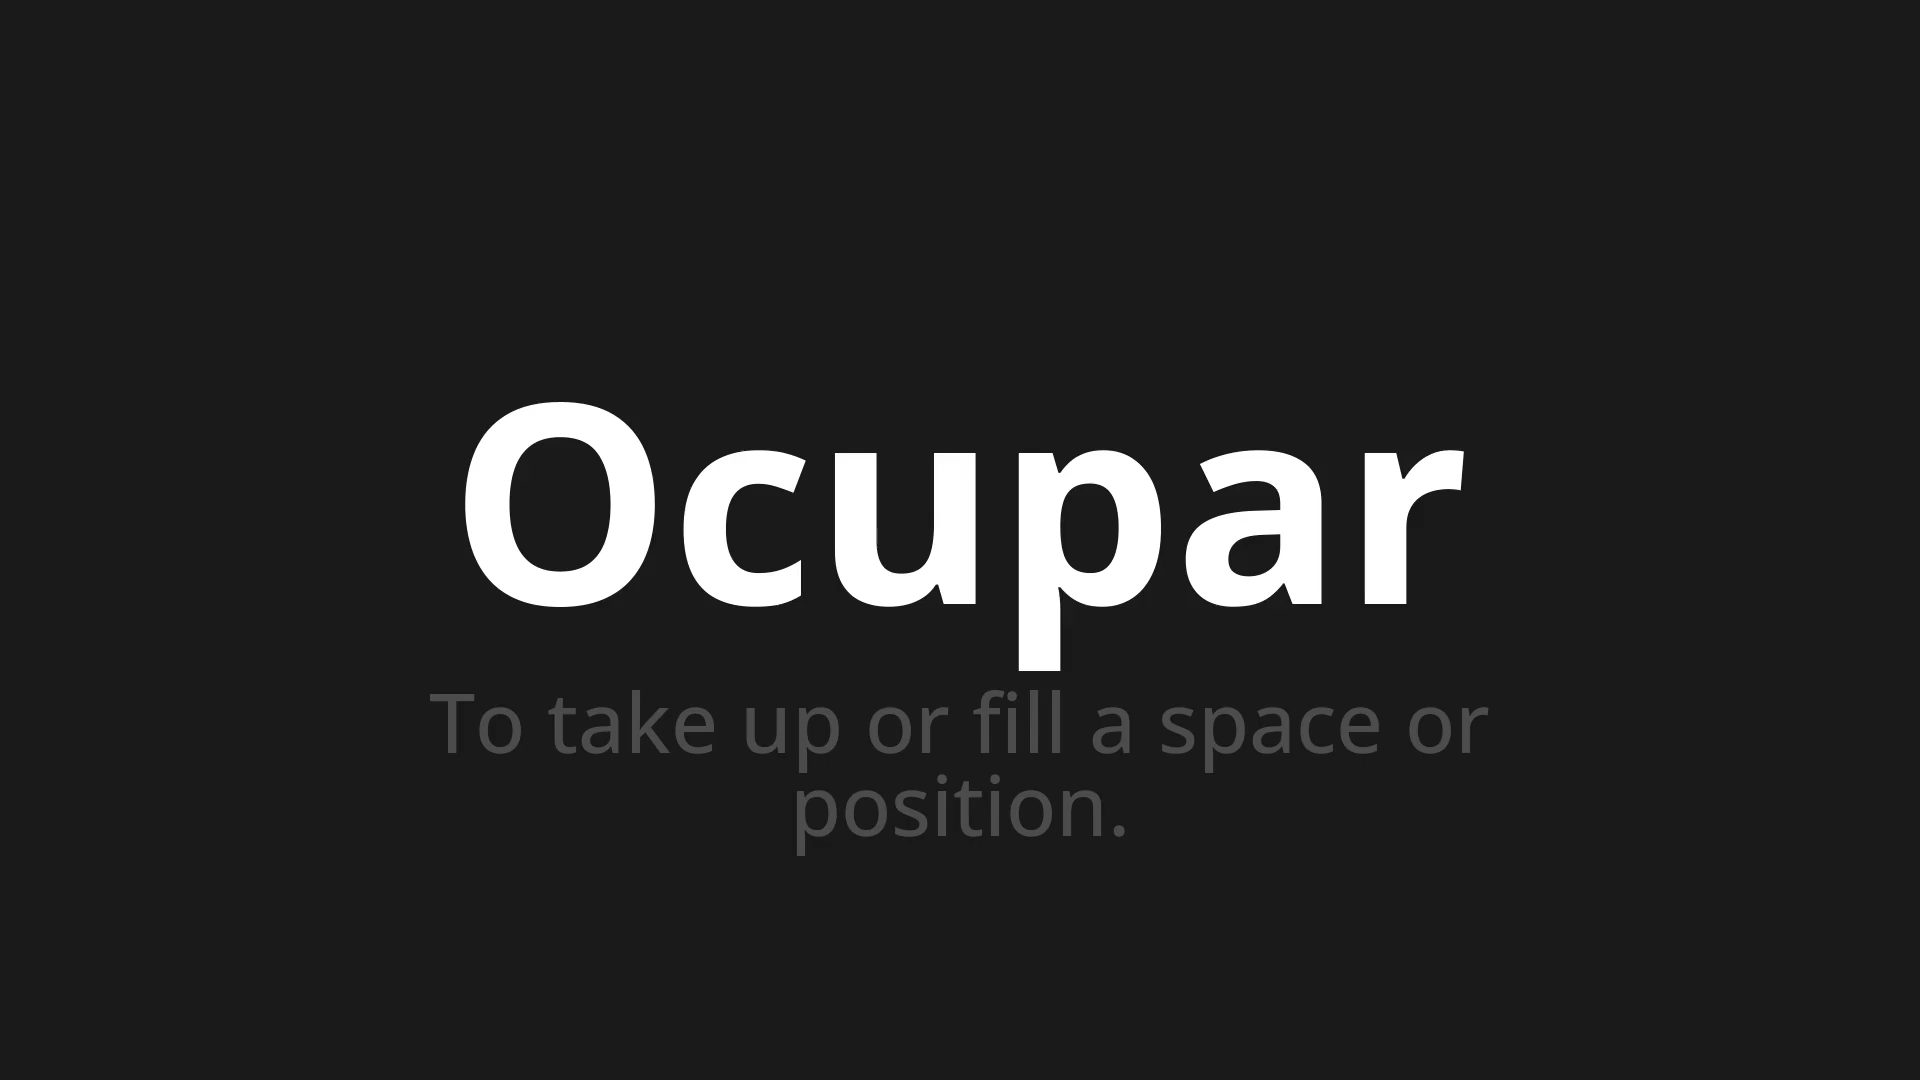 Ocupar
To take up or fill a space or
position.